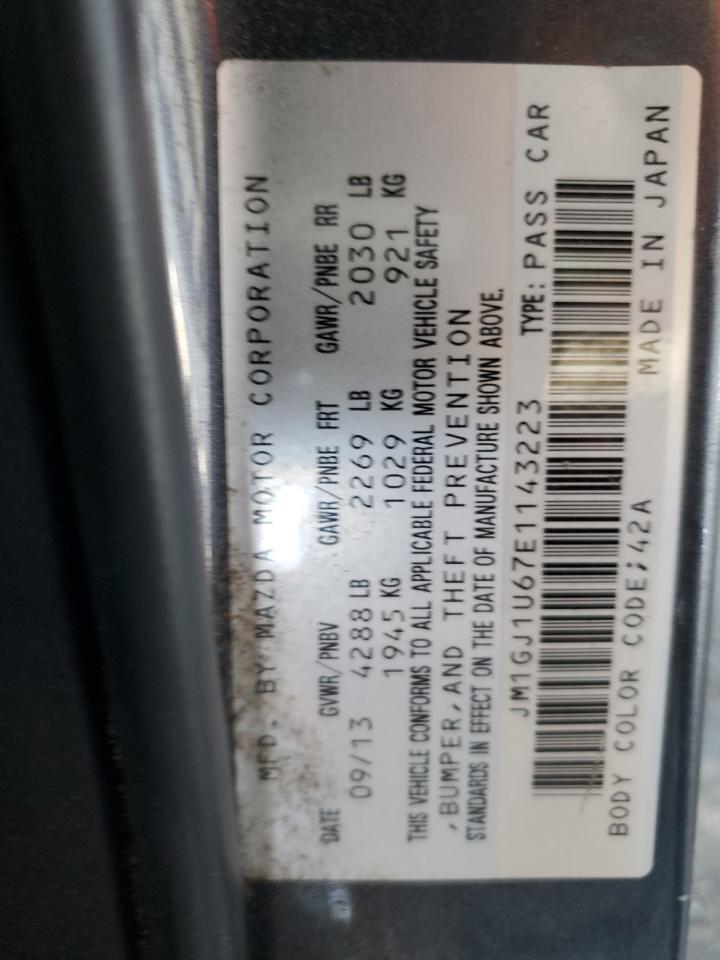 MFD. BY MAZDA MOTOR CORPORATION
DATE GVWR/PNBV GAWR/PNBE FRT GAWR/PNBE RR
09/13 4288 LB 2269 LB 2030 LB
1945 KG 1029 KG 921 KG
THIS VEHICLE CONFORMS TO ALL APPLICABLE FEDERAL MOTOR VEHICLE SAFETY
,BUMPER,AND THEFT PREVENTION
STANDARDS IN EFFECT ON THE DATE OF MANUFACTURE SHOWN ABOVE.
JM1GJ1U67E1143223 TYPE: PASS CAR
BODY COLOR CODE;42A MADE IN JAPAN